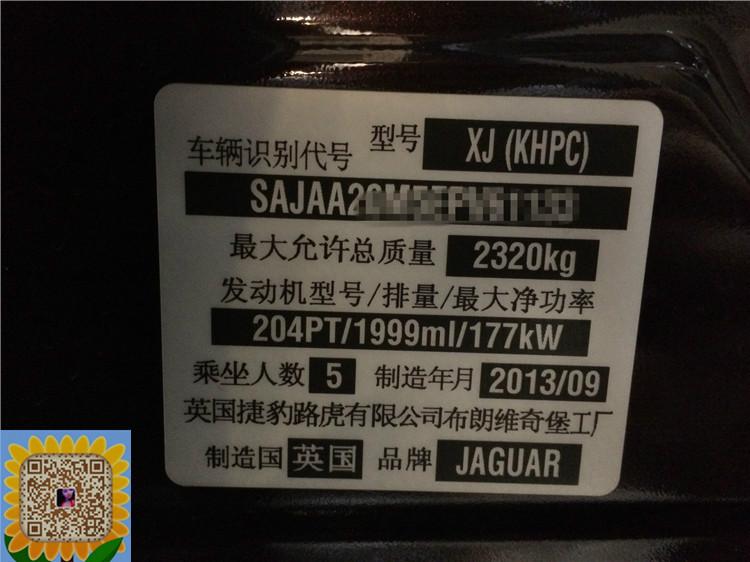 型号 XJ (KHPC)
车辆识别代号
SAJAA2
最大允许总质量 2320kg
发动机型号/排量/最大净功率
204PT/1999ml/177kW
乘坐人数 5 制造年月 2013/09
英国捷豹路虎有限公司布朗维奇堡工厂
制造国 英国 品牌 JAGUAR